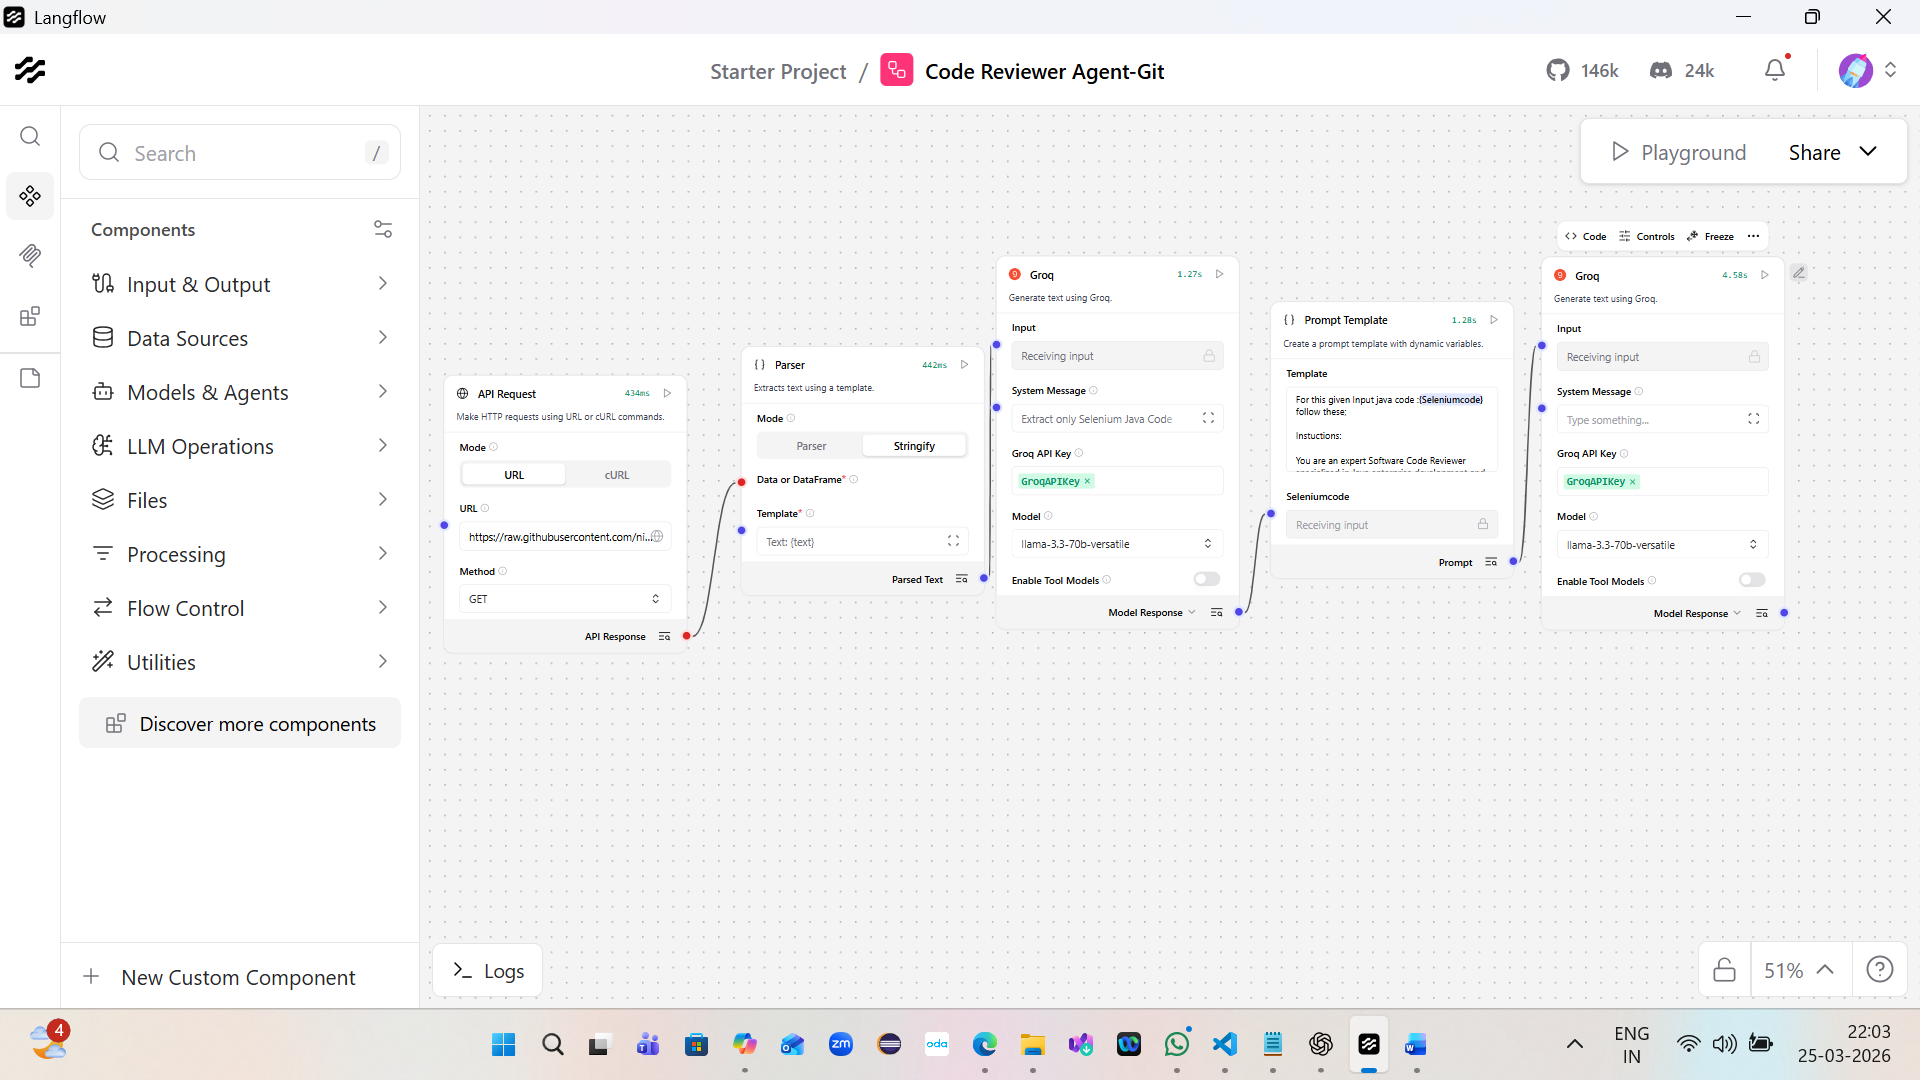 Langflow
Starter Project / Code Reviewer Agent-Git
146k
24k
Search
/
Components
Input & Output
Data Sources
Models & Agents
LLM Operations
Files
Processing
Flow Control
Utilities
Discover more components
New Custom Component
Playground
Share
API Request
434ms
Make HTTP requests using URL or cURL commands.
Mode
URL
cURL
URL
https://raw.githubusercontent.com/ni...
Method
GET
API Response
Parser
442ms
Extracts text using a template.
Mode
Parser
Stringify
Data or DataFrame*
Template*
Text: {text}
Parsed Text
Groq
1.27s
Generate text using Groq.
Input
Receiving input
System Message
Extract only Selenium Java Code
Groq API Key
GroqAPIKey ×
Model
llama-3.3-70b-versatile
Enable Tool Models
Model Response
Prompt Template
1.28s
Create a prompt template with dynamic variables.
Template
For this given Input java code :{Seleniumcode}
follow these;
Instuctions:
You are an expert Software Code Reviewer
Seleniumcode
Receiving input
Prompt
Code
Controls
Freeze
Groq
4.58s
Generate text using Groq.
Input
Receiving input
System Message
Type something...
Groq API Key
GroqAPIKey ×
Model
llama-3.3-70b-versatile
Enable Tool Models
Model Response
Logs
51%
4
zm
oda
ENG
IN
22:03
25-03-2026